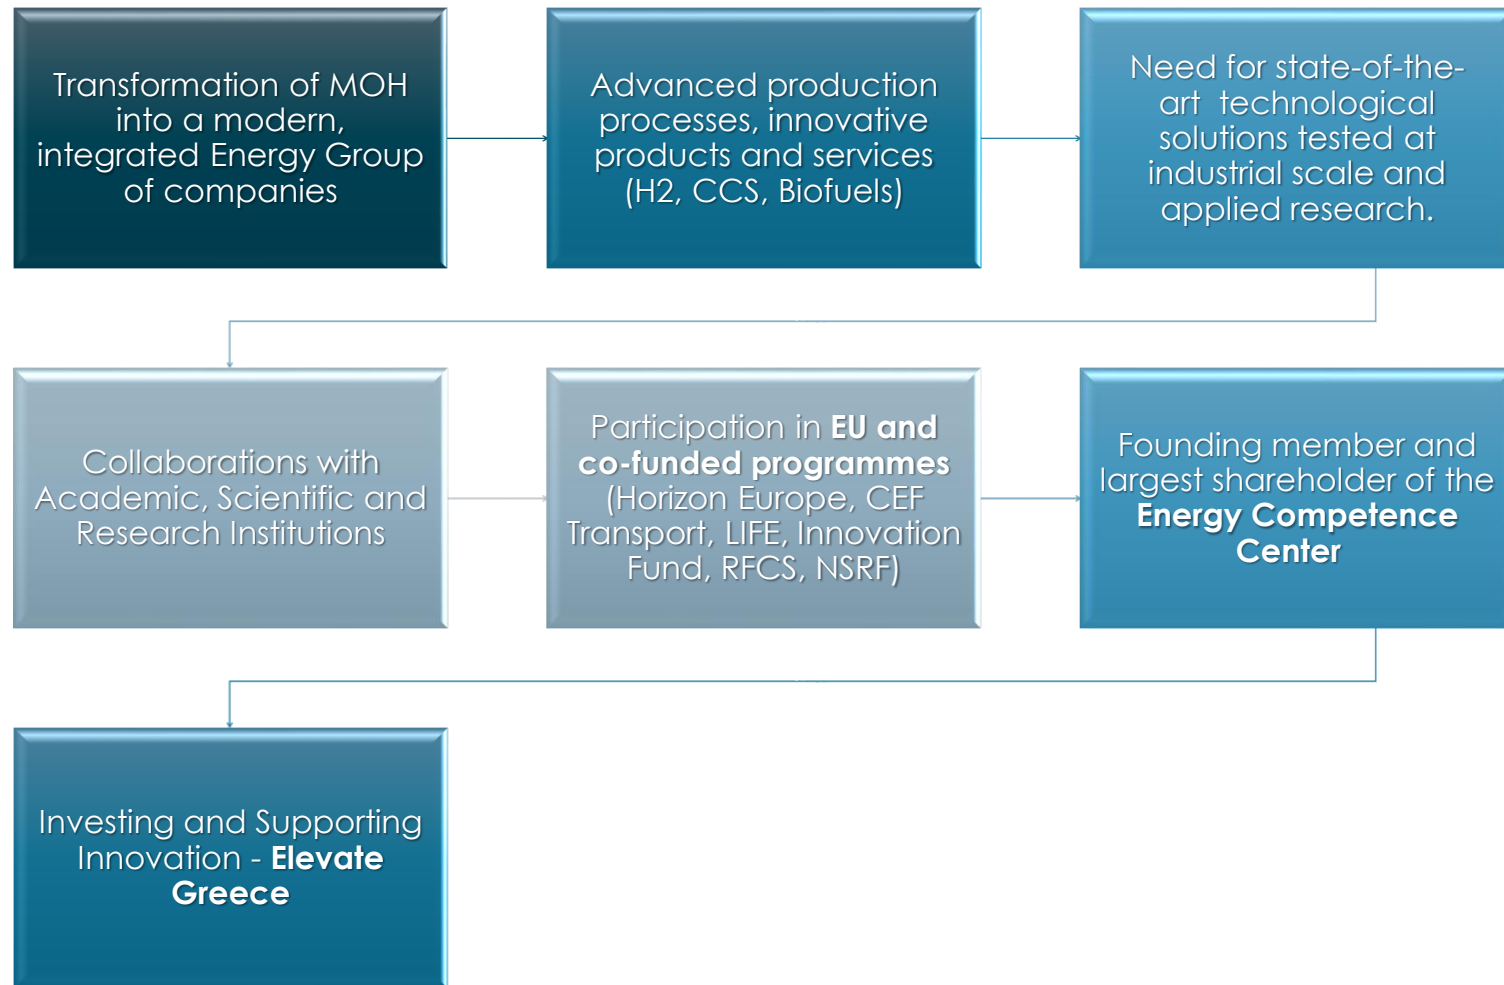 Transformation of MOH
into a modern,
integrated Energy Group
of companies
Advanced production
processes, innovative
products and services
(H2, CCS, Biofuels)
Need for state-of-the-
art  technological
solutions tested at
industrial scale and
applied research.
Collaborations with
Academic, Scientific and
Research Institutions
Participation in EU and
co-funded programmes
(Horizon Europe, CEF
Transport, LIFE, Innovation
Fund, RFCS, NSRF)
Founding member and
largest shareholder of the
Energy Competence
Center
Investing and Supporting
Innovation - Elevate
Greece